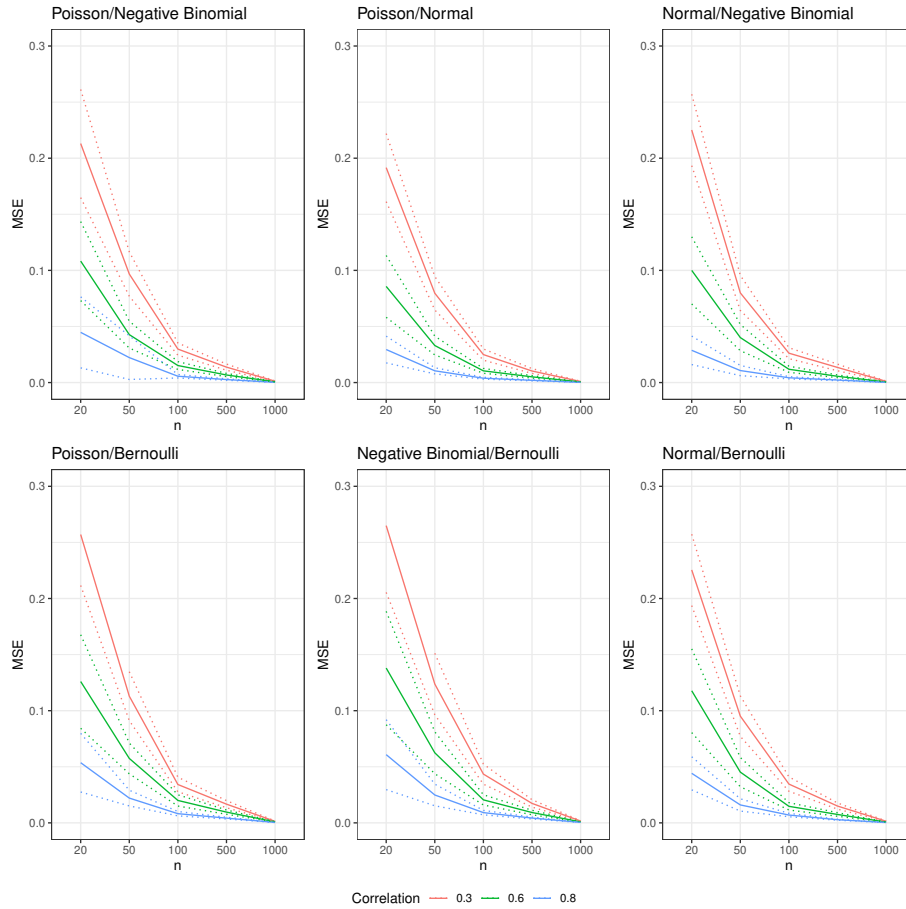 Poisson/Negative Binomial
Poisson/Normal
Normal/Negative Binomial
0.3
0.2
0.1
0.0
MSE
20 50 100 500 1000
n
0.3
0.2
0.1
0.0
MSE
20 50 100 500 1000
n
0.3
0.2
0.1
0.0
MSE
20 50 100 500 1000
n
Poisson/Bernoulli
Negative Binomial/Bernoulli
Normal/Bernoulli
0.3
0.2
0.1
0.0
MSE
20 50 100 500 1000
n
0.3
0.2
0.1
0.0
MSE
20 50 100 500 1000
n
0.3
0.2
0.1
0.0
MSE
20 50 100 500 1000
n
Correlation 0.3 0.6 0.8